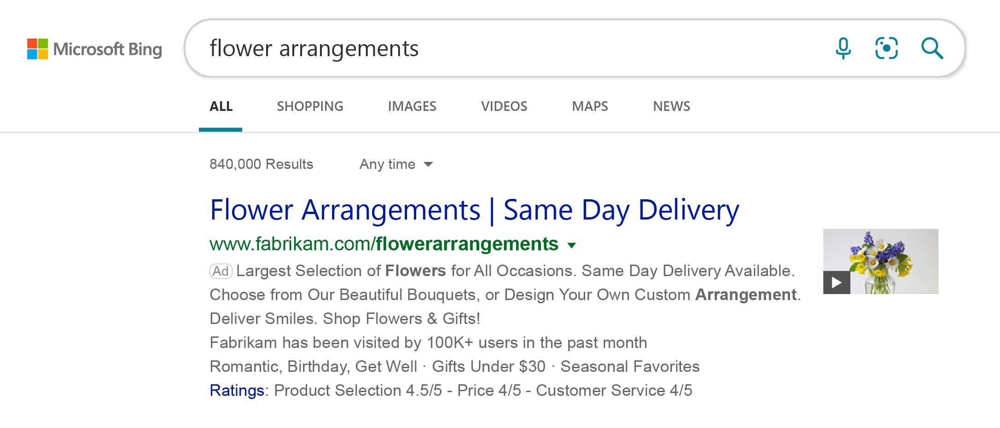 Microsoft Bing
flower arrangements
ALL SHOPPING IMAGES VIDEOS MAPS NEWS
840,000 Results Any time
Flower Arrangements | Same Day Delivery
www.fabrikam.com/flowerarrangements
Ad Largest Selection of Flowers for All Occasions. Same Day Delivery Available.
Choose from Our Beautiful Bouquets, or Design Your Own Custom Arrangement.
Deliver Smiles. Shop Flowers & Gifts!
Fabrikam has been visited by 100K+ users in the past month
Romantic, Birthday, Get Well · Gifts Under $30 · Seasonal Favorites
Ratings: Product Selection 4.5/5 - Price 4/5 - Customer Service 4/5